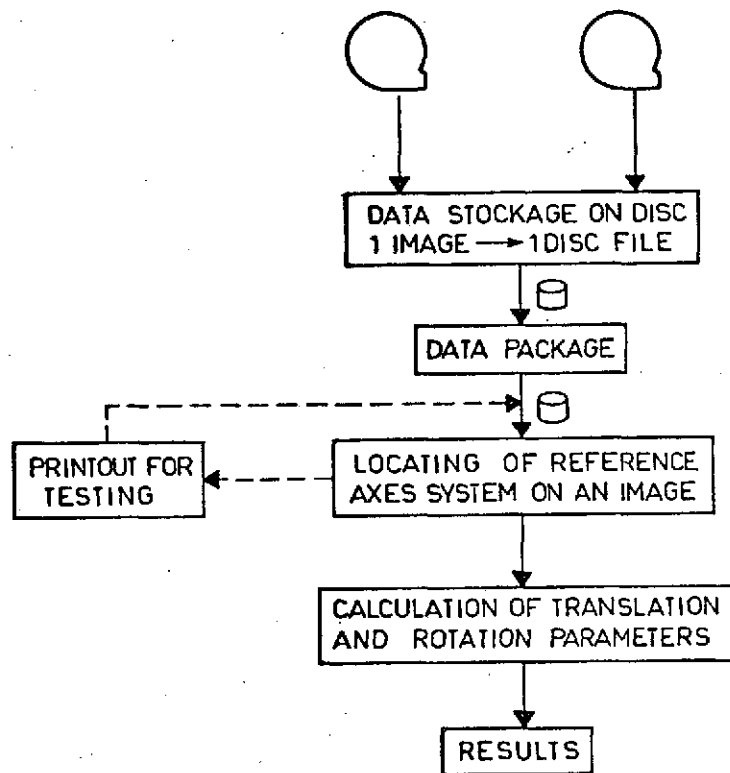 DATA STOCKAGE ON DISC
1 IMAGE → 1 DISC FILE
DATA PACKAGE
PRINTOUT FOR
TESTING
LOCATING OF REFERENCE
AXES SYSTEM ON AN IMAGE
CALCULATION OF TRANSLATION
AND ROTATION PARAMETERS
RESULTS